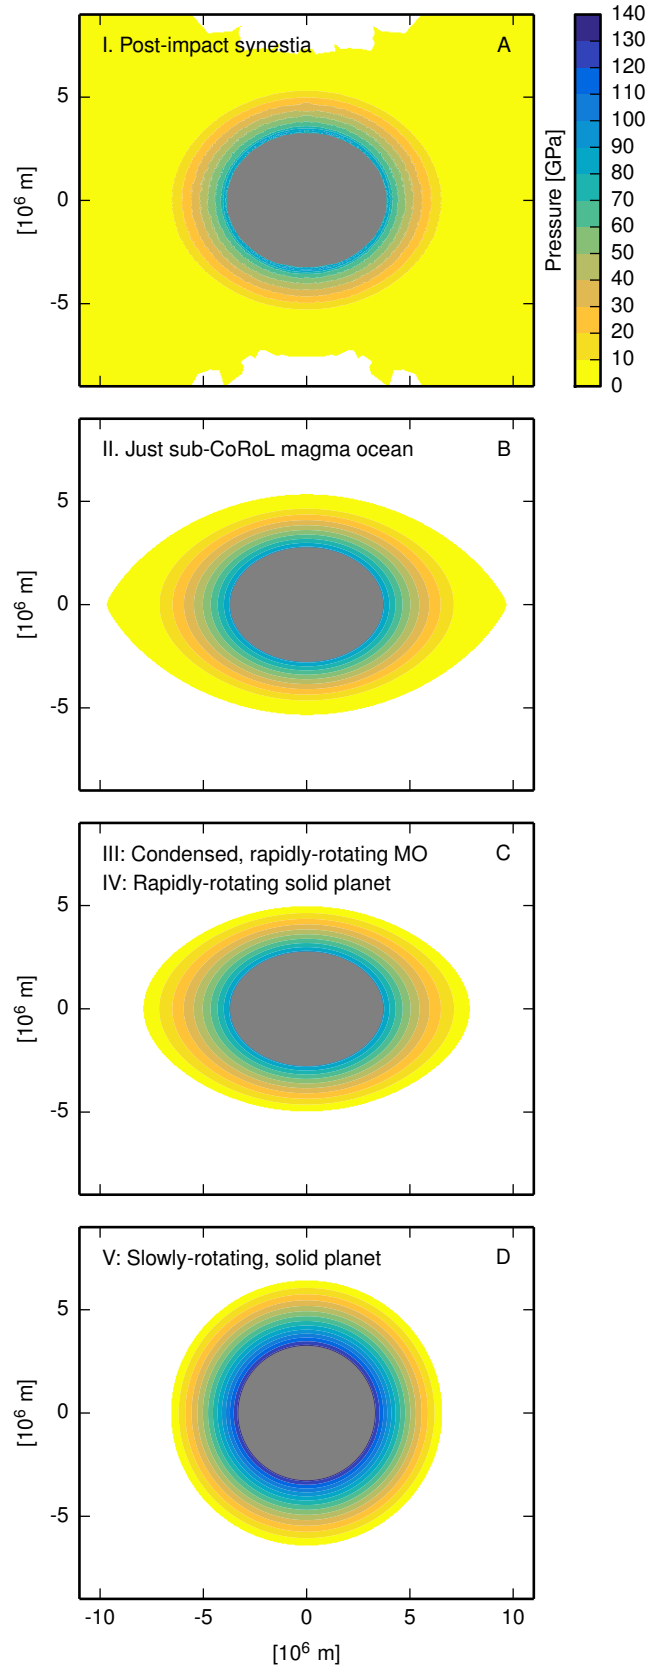 I. Post-impact synestia
A
5
0
-5
[10⁶ m]
140
130
120
110
100
90
80
70
60
50
40
30
20
10
0
Pressure [GPa]
II. Just sub-CoRoL magma ocean
B
5
0
-5
[10⁶ m]
III: Condensed, rapidly-rotating MO
C
IV: Rapidly-rotating solid planet
5
0
-5
[10⁶ m]
V: Slowly-rotating, solid planet
D
5
0
-5
[10⁶ m]
-10 -5 0 5 10
[10⁶ m]